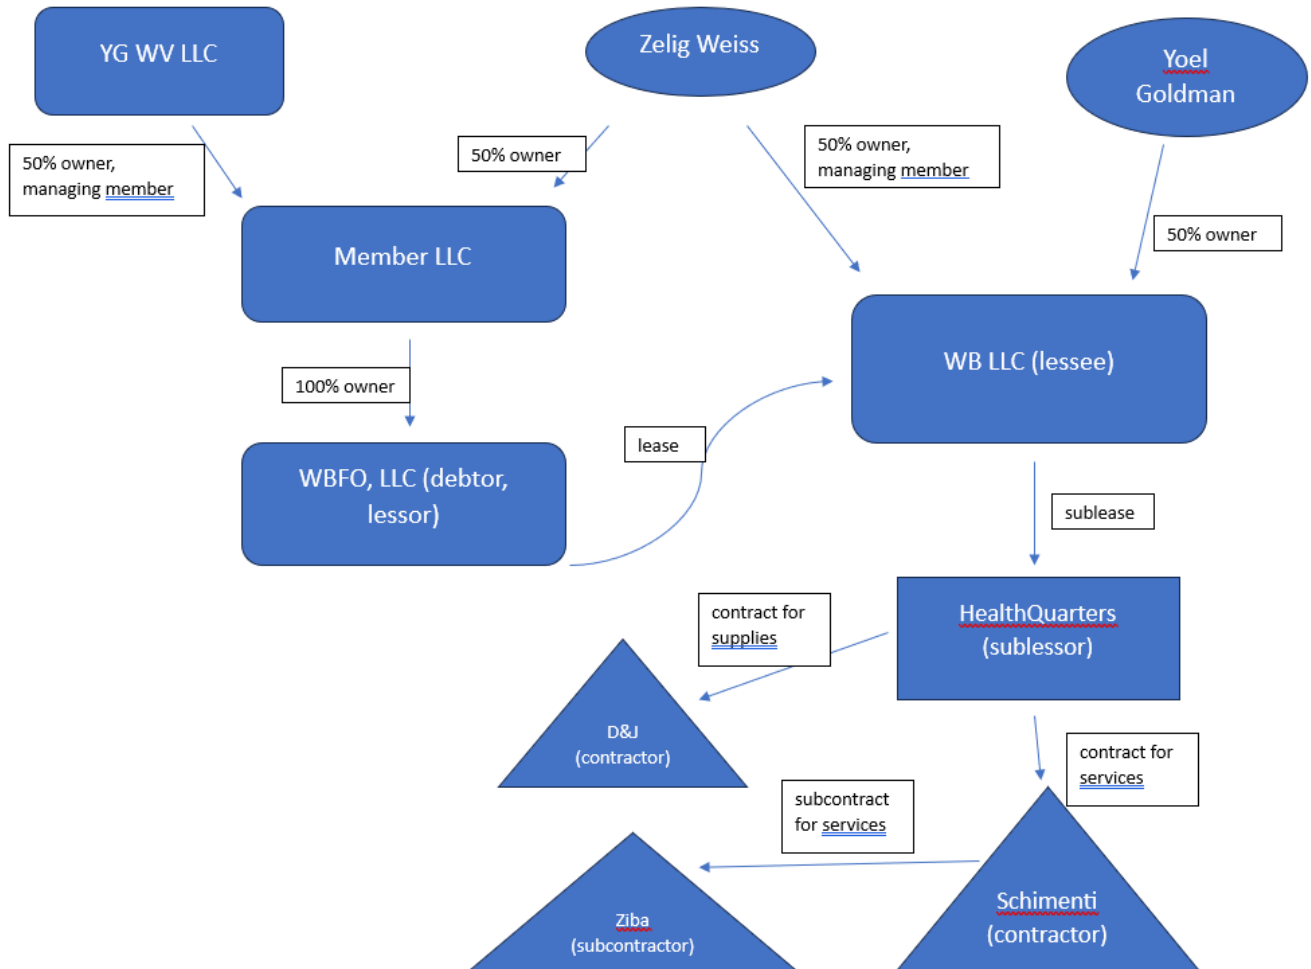 YG WV LLC
Zelig Weiss
Yoel
Goldman
50% owner,
managing member
50% owner
50% owner,
managing member
50% owner
Member LLC
100% owner
WB LLC (lessee)
WBFO, LLC (debtor,
lessor)
lease
sublease
HealthQuarters
(sublessor)
contract for
supplies
D&J
(contractor)
contract for
services
subcontract
for services
Ziba
(subcontractor)
Schimenti
(contractor)